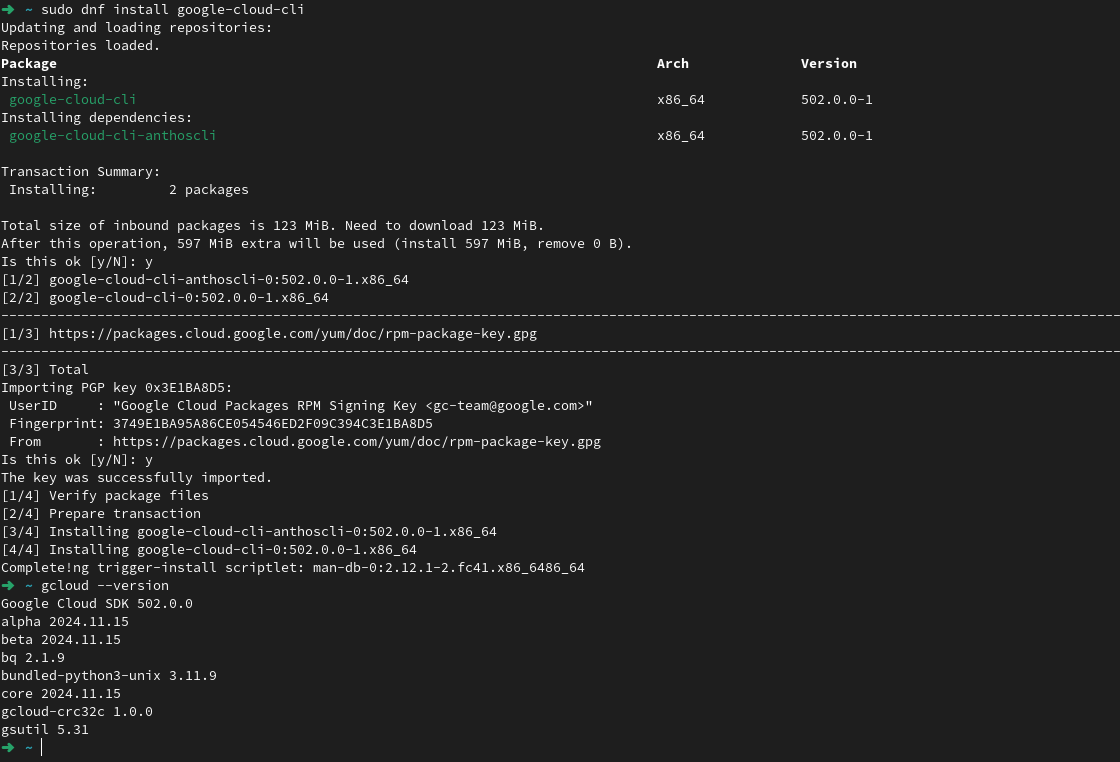 ➜ ~ sudo dnf install google-cloud-cli
Updating and loading repositories:
Repositories loaded.
Package Arch Version
Installing:
google-cloud-cli x86_64 502.0.0-1
Installing dependencies:
google-cloud-cli-anthoscli x86_64 502.0.0-1
Transaction Summary:
Installing: 2 packages
Total size of inbound packages is 123 MiB. Need to download 123 MiB.
After this operation, 597 MiB extra will be used (install 597 MiB, remove 0 B).
Is this ok [y/N]: y
[1/2] google-cloud-cli-anthoscli-0:502.0.0-1.x86_64
[2/2] google-cloud-cli-0:502.0.0-1.x86_64
--------------------------------------------------------------------------------------------------------------------------------------------
[1/3] https://packages.cloud.google.com/yum/doc/rpm-package-key.gpg
--------------------------------------------------------------------------------------------------------------------------------------------
[3/3] Total
Importing PGP key 0x3E1BA8D5:
UserID : "Google Cloud Packages RPM Signing Key <gc-team@google.com>"
Fingerprint: 3749E1BA95A86CE054546ED2F09C394C3E1BA8D5
From : https://packages.cloud.google.com/yum/doc/rpm-package-key.gpg
Is this ok [y/N]: y
The key was successfully imported.
[1/4] Verify package files
[2/4] Prepare transaction
[3/4] Installing google-cloud-cli-anthoscli-0:502.0.0-1.x86_64
[4/4] Installing google-cloud-cli-0:502.0.0-1.x86_64
Complete!ng trigger-install scriptlet: man-db-0:2.12.1-2.fc41.x86_6486_64
➜ ~ gcloud --version
Google Cloud SDK 502.0.0
alpha 2024.11.15
beta 2024.11.15
bq 2.1.9
bundled-python3-unix 3.11.9
core 2024.11.15
gcloud-crc32c 1.0.0
gsutil 5.31
➜ ~